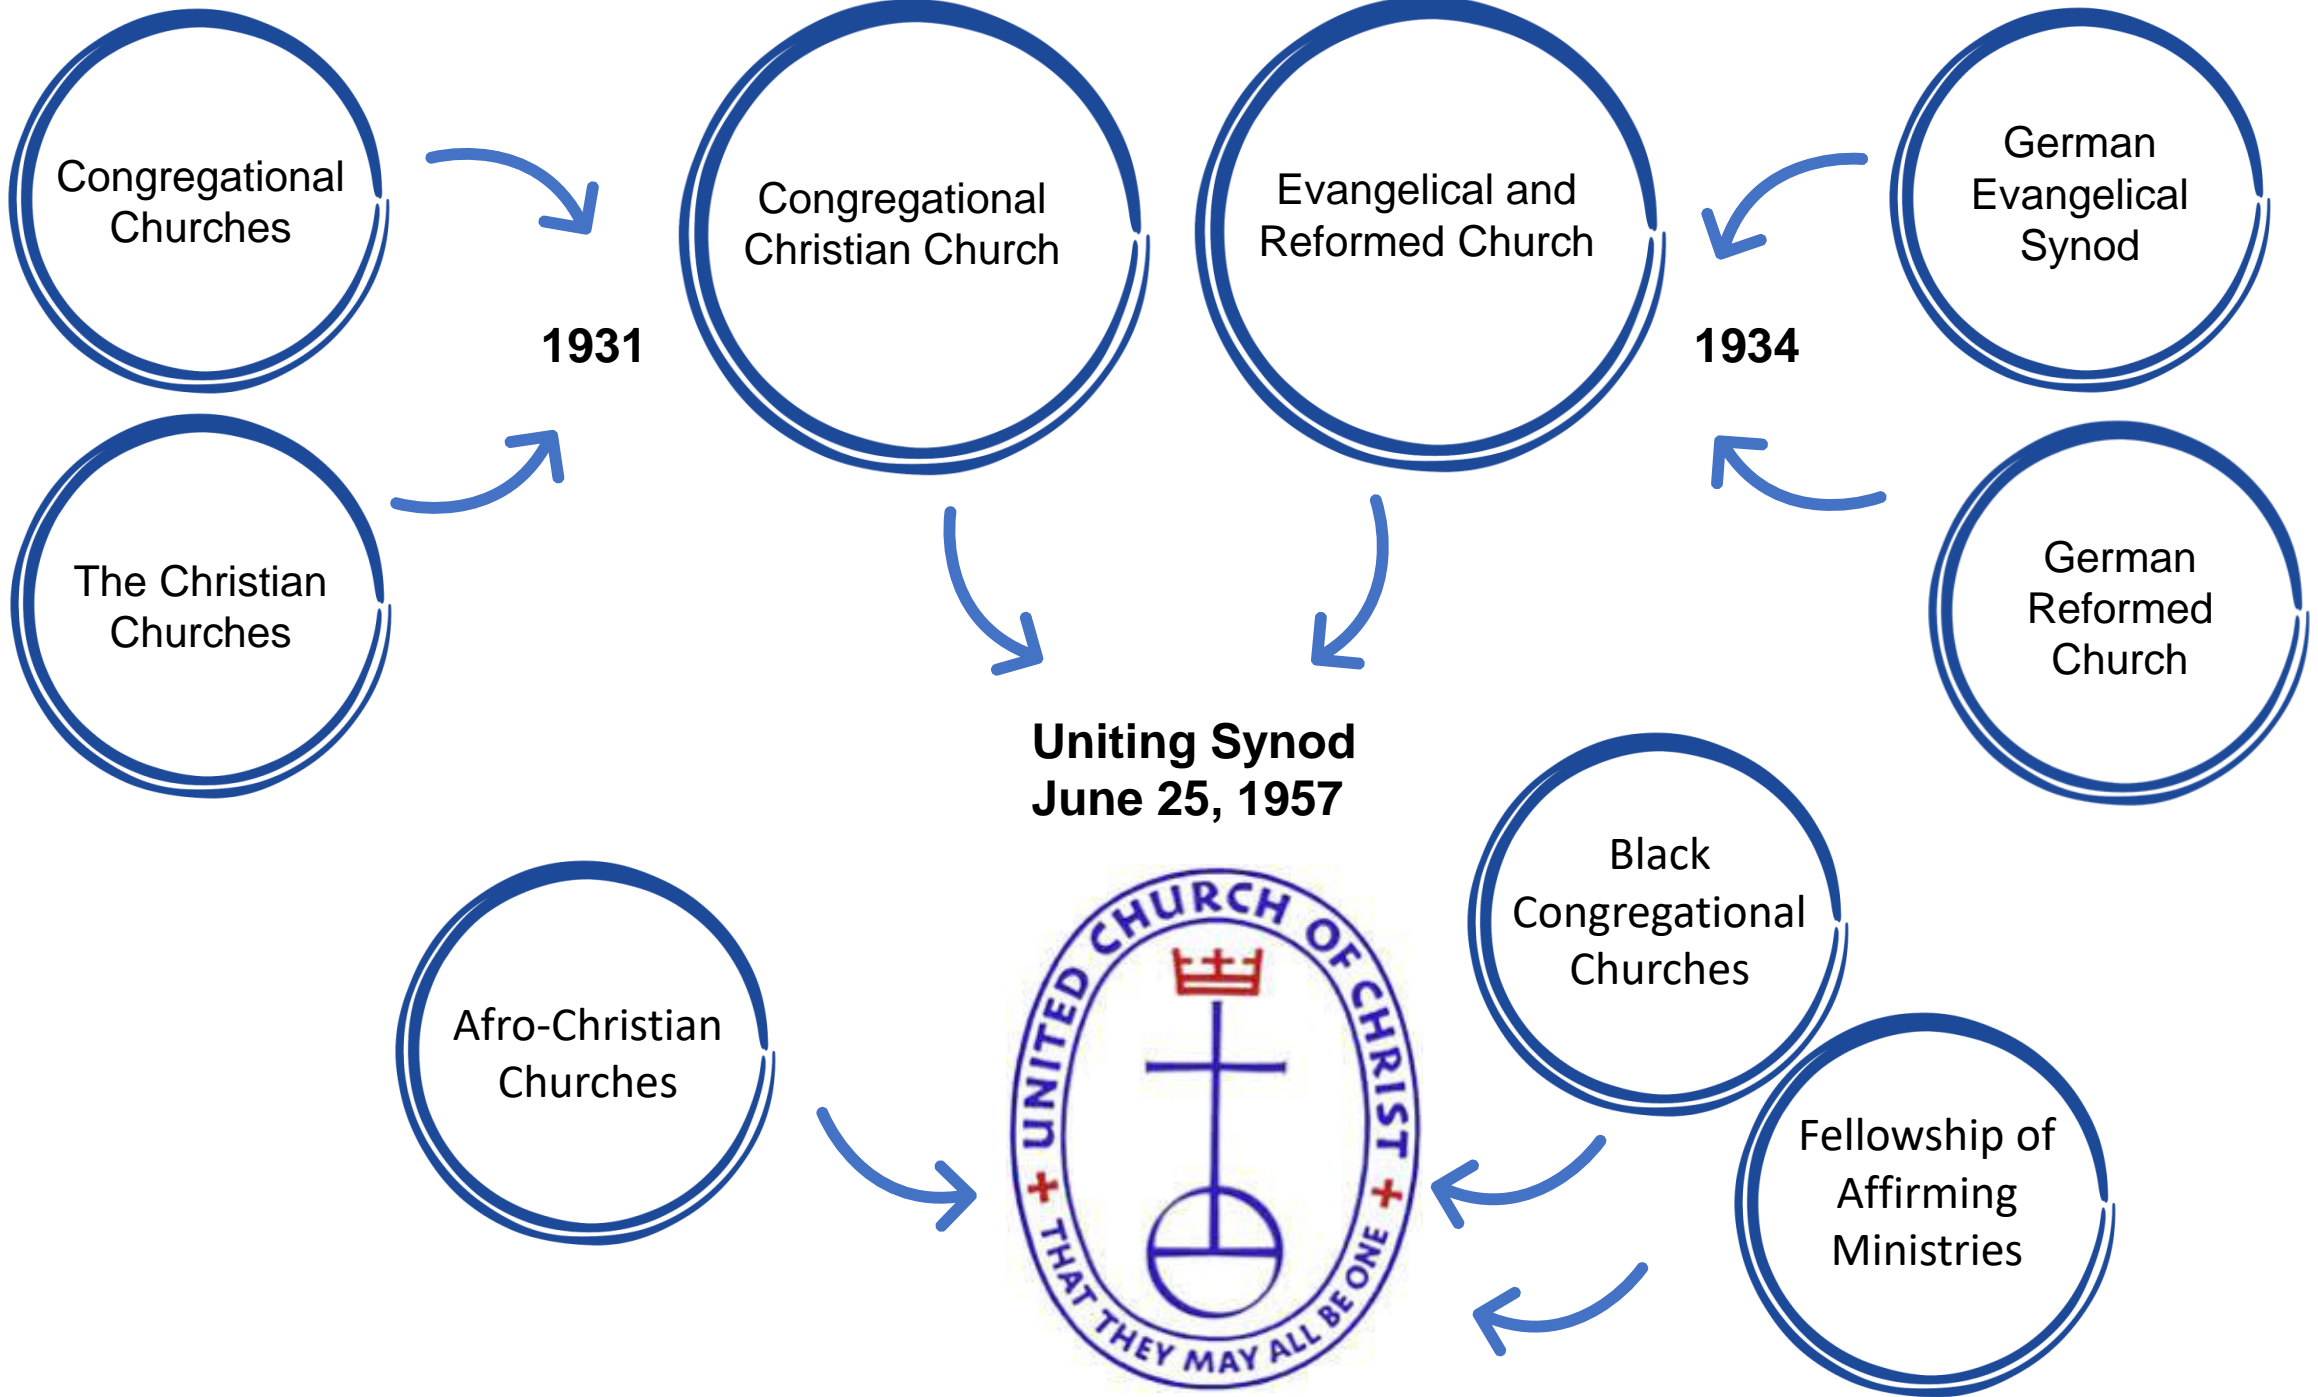 Congregational
Churches
Congregational
Christian Church
Evangelical and
Reformed Church
German
Evangelical
Synod
1931
1934
The Christian
Churches
German
Reformed
Church
Uniting Synod
June 25, 1957
Afro-Christian
Churches
UNITED CHURCH OF CHRIST
THAT THEY MAY ALL BE ONE
Black
Congregational
Churches
Fellowship of
Affirming
Ministries